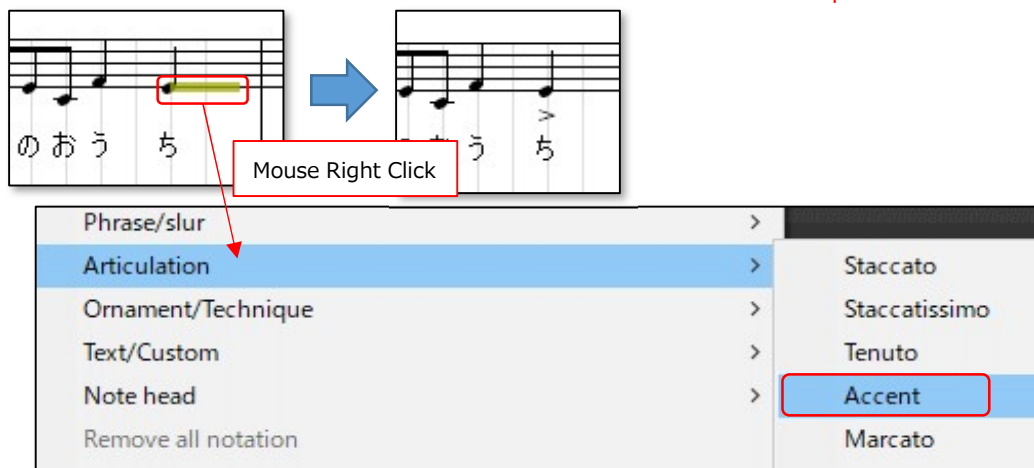 のおうち
うち
Mouse Right Click
Phrase/slur
Articulation
Staccato
Ornament/Technique
Staccatissimo
Text/Custom
Tenuto
Note head
Accent
Remove all notation
Marcato